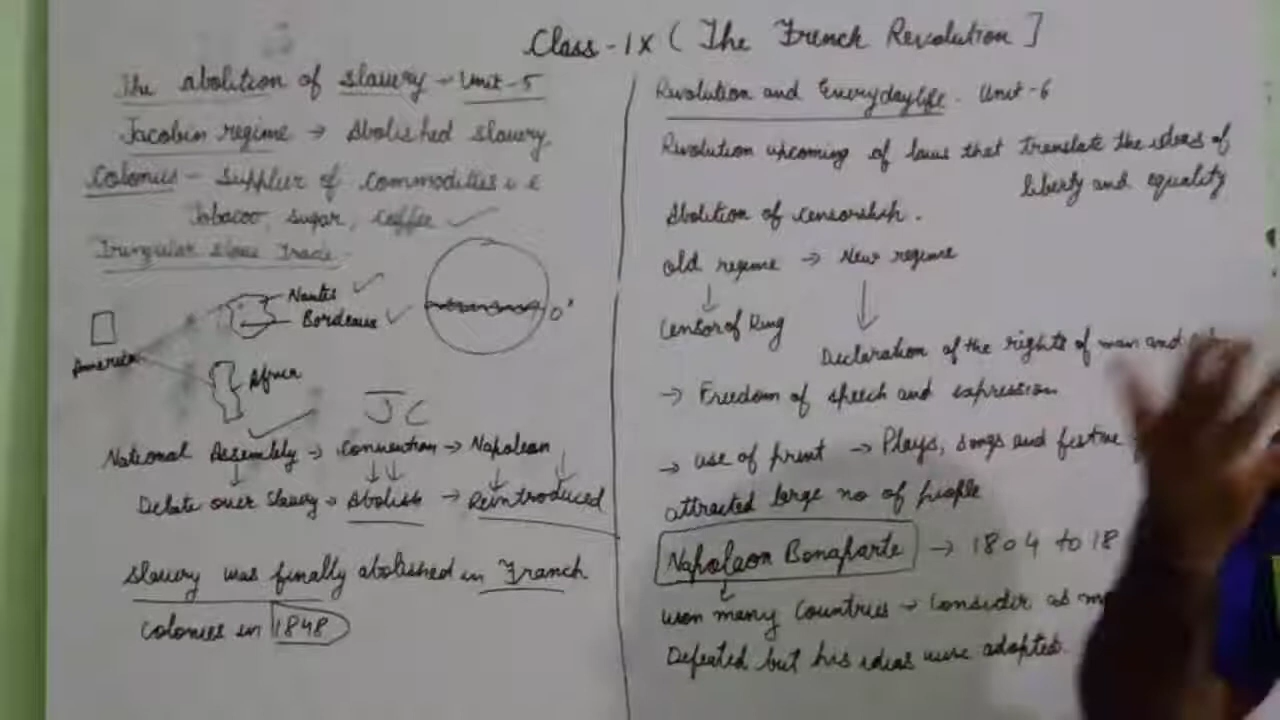 Class - IX ( The French Revolution ]
The abolition of slavery - Unit-5
Jacobin regime → Abolished slavery
Colonies - Supplier of commodities i.e
Tobacoo, sugar, coffee
Triangular slave Trade
Nantes
Bordeaux
America
Africa
0°
J C
National Assembly → Convention → Napolean
Debate over slavery → Abolish → Reintroduced
Slavery was finally abolished in Franch
colonies in 1848
Revolution and Everydaylife - Unit-6
Revolution upcoming of laws that translate the ideas of
liberty and equality
Abolition of censorship.
old regime → New regime
Censor of King
Declaration of the rights of man and
→ Freedom of speech and expression
→ use of print → Plays, songs and festive
attracted large no of people
Napoleon Bonaparte → 1804 to 18
won many countries → Consider as
Defeated but his ideas were adopted.